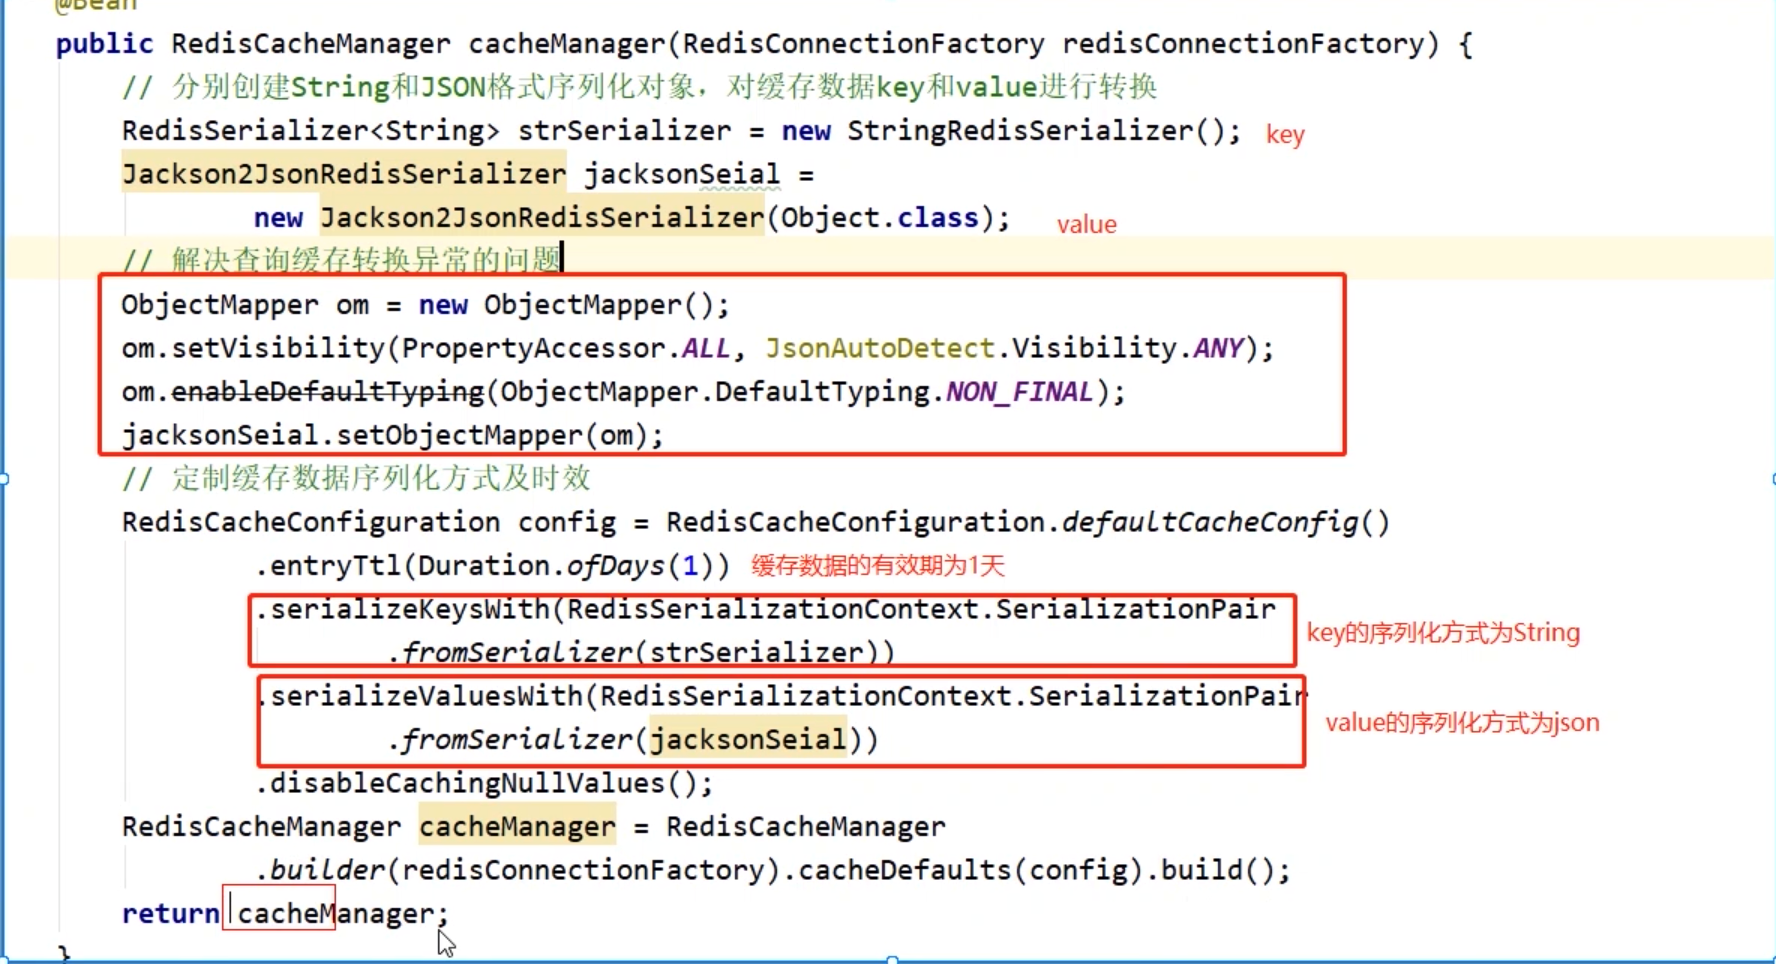 @Bean
public RedisCacheManager cacheManager(RedisConnectionFactory redisConnectionFactory) {
// 分别创建String和JSON格式序列化对象，对缓存数据key和value进行转换
RedisSerializer<String> strSerializer = new StringRedisSerializer(); key
Jackson2JsonRedisSerializer jacksonSeial =
new Jackson2JsonRedisSerializer(Object.class); value
// 解决查询缓存转换异常的问题
ObjectMapper om = new ObjectMapper();
om.setVisibility(PropertyAccessor.ALL, JsonAutoDetect.Visibility.ANY);
om.enableDefaultTyping(ObjectMapper.DefaultTyping.NON_FINAL);
jacksonSeial.setObjectMapper(om);
// 定制缓存数据序列化方式及时效
RedisCacheConfiguration config = RedisCacheConfiguration.defaultCacheConfig()
.entryTtl(Duration.ofDays(1)) 缓存数据的有效期为1天
.serializeKeysWith(RedisSerializationContext.SerializationPair
.fromSerializer(strSerializer)) key的序列化方式为String
.serializeValuesWith(RedisSerializationContext.SerializationPair
.fromSerializer(jacksonSeial)) value的序列化方式为json
.disableCachingNullValues();
RedisCacheManager cacheManager = RedisCacheManager
.builder(redisConnectionFactory).cacheDefaults(config).build();
return cacheManager;
}